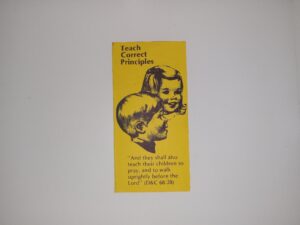 Teach
Correct
Principles
"And they shall also
teach their children to
pray, and to walk
uprightly before the
Lord" (D&C 68:28)